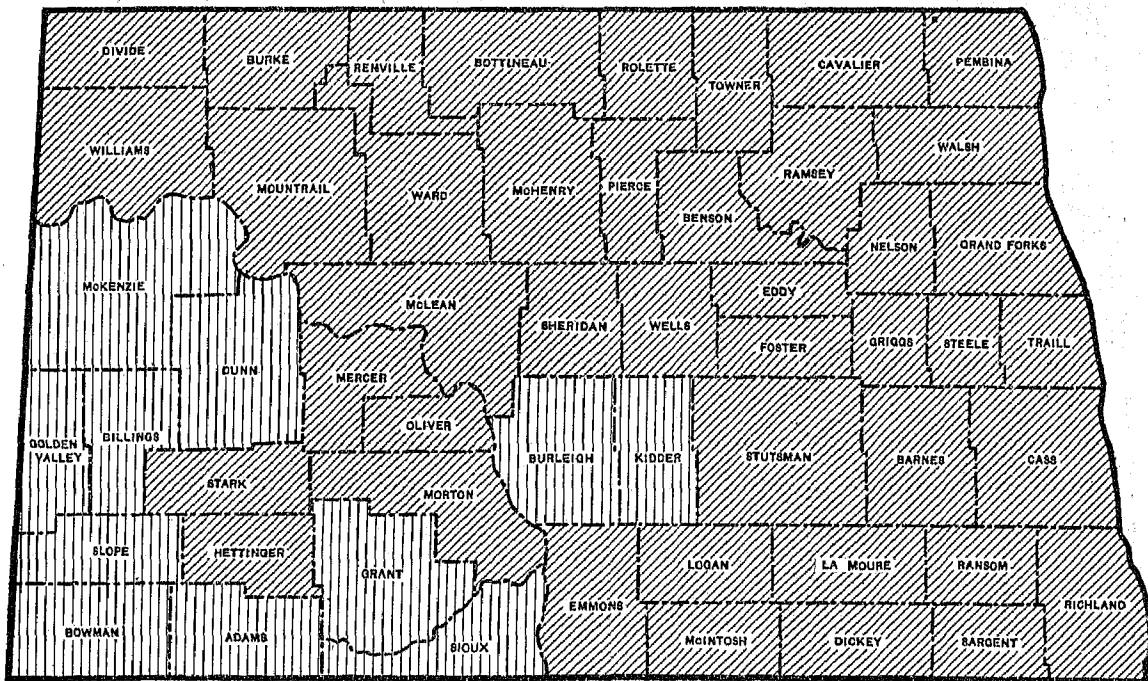 DIVIDE
BURKE
RENVILLE
BOTTINEAU
ROLETTE
TOWNER
CAVALIER
PEMBINA
WILLIAMS
MOUNTRAIL
WARD
McHENRY
PIERCE
BENSON
RAMSEY
WALSH
NELSON
GRAND FORKS
McKENZIE
DUNN
McLEAN
SHERIDAN
WELLS
EDDY
FOSTER
GRIGGS
STEELE
TRAILL
MERCER
OLIVER
GOLDEN
VALLEY
BILLINGS
STARK
MORTON
BURLEIGH
KIDDER
STUTSMAN
BARNES
CASS
SLOPE
HETTINGER
GRANT
BOWMAN
ADAMS
SIOUX
EMMONS
LOGAN
LA MOURE
RANSOM
RICHLAND
McINTOSH
DICKEY
SARGENT